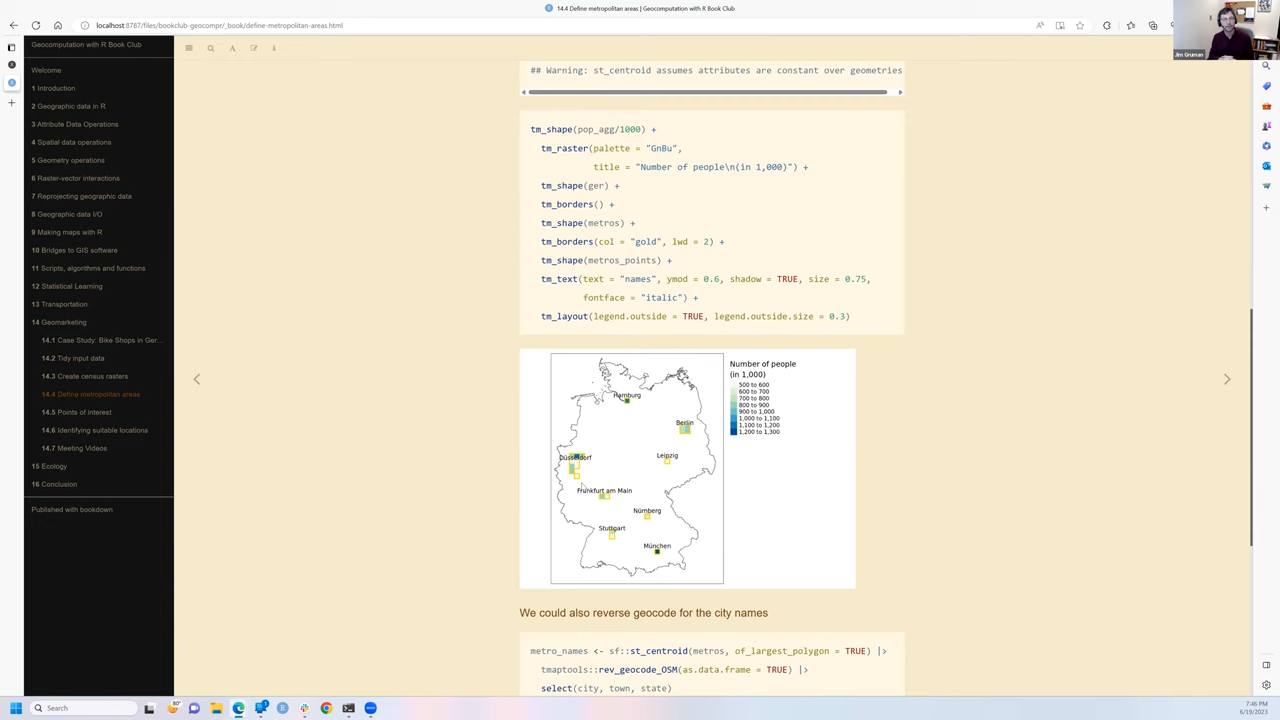 14.4 Define metropolitan areas | Geocomputation with R Book Club
localhost:8787/files/bookclub-geocompr/_book/define-metropolitan-areas.html
Jim Gruman
Geocomputation with R Book Club
Welcome
1 Introduction
2 Geographic data in R
3 Attribute Data Operations
4 Spatial data operations
5 Geometry operations
6 Raster-vector interactions
7 Reprojecting geographic data
8 Geographic data I/O
9 Making maps with R
10 Bridges to GIS software
11 Scripts, algorithms and functions
12 Statistical Learning
13 Transportation
14 Geomarketing
14.1 Case Study: Bike Shops in Ger...
14.2 Tidy input data
14.3 Create census rasters
14.4 Define metropolitan areas
14.5 Points of interest
14.6 Identifying suitable locations
14.7 Meeting Videos
15 Ecology
16 Conclusion
Published with bookdown
## Warning: st_centroid assumes attributes are constant over geometries
tm_shape(pop_agg/1000) +
tm_raster(palette = "GnBu",
title = "Number of people\n(in 1,000)") +
tm_shape(ger) +
tm_borders() +
tm_shape(metros) +
tm_borders(col = "gold", lwd = 2) +
tm_shape(metros_points) +
tm_text(text = "names", ymod = 0.6, shadow = TRUE, size = 0.75,
fontface = "italic") +
tm_layout(legend.outside = TRUE, legend.outside.size = 0.3)
Number of people
(in 1,000)
500 to 600
600 to 700
700 to 800
800 to 900
900 to 1,000
1,000 to 1,100
1,100 to 1,200
1,200 to 1,300
Hamburg
Berlin
Düsseldorf
Leipzig
Frankfurt am Main
Nürnberg
Stuttgart
München
We could also reverse geocode for the city names
metro_names <- sf::st_centroid(metros, of_largest_polygon = TRUE) |>
tmaptools::rev_geocode_OSM(as.data.frame = TRUE) |>
select(city, town, state)
Search
80°
7:46 PM
6/19/2023